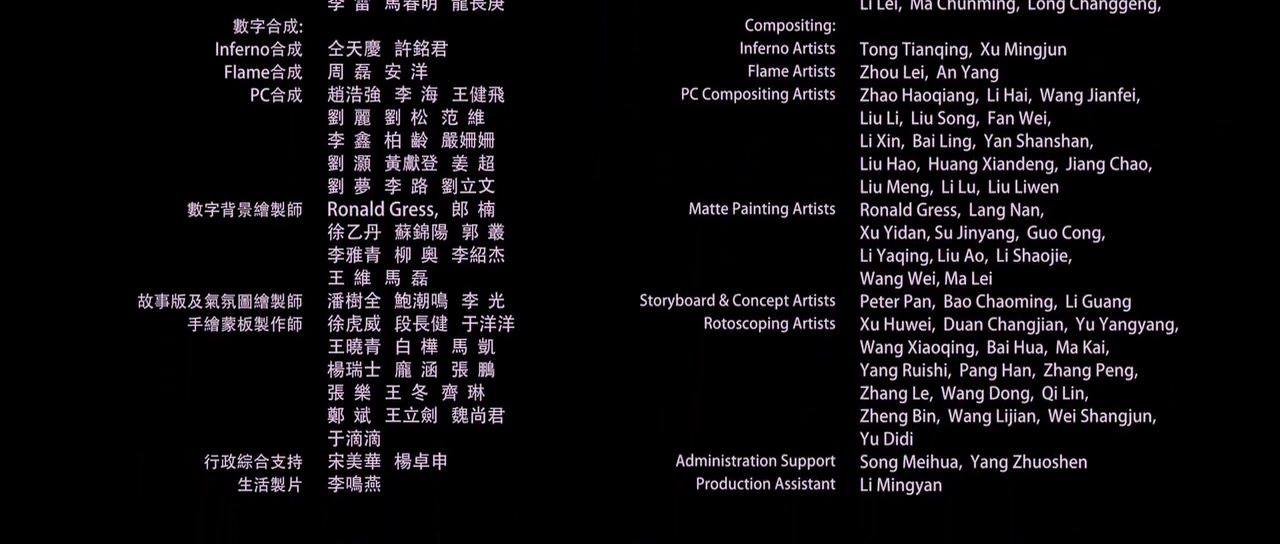 李 蕾 馬春明 龍長庚 Li Lei, Ma Chunming, Long Changgeng,
數字合成: Compositing:
Inferno合成 仝天慶 許銘君 Inferno Artists Tong Tianqing, Xu Mingjun
Flame合成 周 磊 安 洋 Flame Artists Zhou Lei, An Yang
PC合成 趙浩強 李 海 王健飛 PC Compositing Artists Zhao Haoqiang, Li Hai, Wang Jianfei,
劉 麗 劉 松 范 維 Liu Li, Liu Song, Fan Wei,
李 鑫 柏 齡 嚴姍姍 Li Xin, Bai Ling, Yan Shanshan,
劉 灝 黃獻登 姜 超 Liu Hao, Huang Xiandeng, Jiang Chao,
劉 夢 李 路 劉立文 Liu Meng, Li Lu, Liu Liwen
數字背景繪製師 Ronald Gress, 郎 楠 Matte Painting Artists Ronald Gress, Lang Nan,
徐乙丹 蘇錦陽 郭 叢 Xu Yidan, Su Jinyang, Guo Cong,
李雅青 柳 奧 李紹杰 Li Yaqing, Liu Ao, Li Shaojie,
王 維 馬 磊 Wang Wei, Ma Lei
故事版及氣氛圖繪製師 潘樹全 鮑潮鳴 李 光 Storyboard & Concept Artists Peter Pan, Bao Chaoming, Li Guang
手繪蒙板製作師 徐虎威 段長健 于洋洋 Rotoscoping Artists Xu Huwei, Duan Changjian, Yu Yangyang,
王曉青 白 樺 馬 凱 Wang Xiaoqing, Bai Hua, Ma Kai,
楊瑞士 龐 涵 張 鵬 Yang Ruishi, Pang Han, Zhang Peng,
張 樂 王 冬 齊 琳 Zhang Le, Wang Dong, Qi Lin,
鄭 斌 王立劍 魏尚君 Zheng Bin, Wang Lijian, Wei Shangjun,
于滴滴 Yu Didi
行政綜合支持 宋美華 楊卓申 Administration Support Song Meihua, Yang Zhuoshen
生活製片 李鳴燕 Production Assistant Li Mingyan